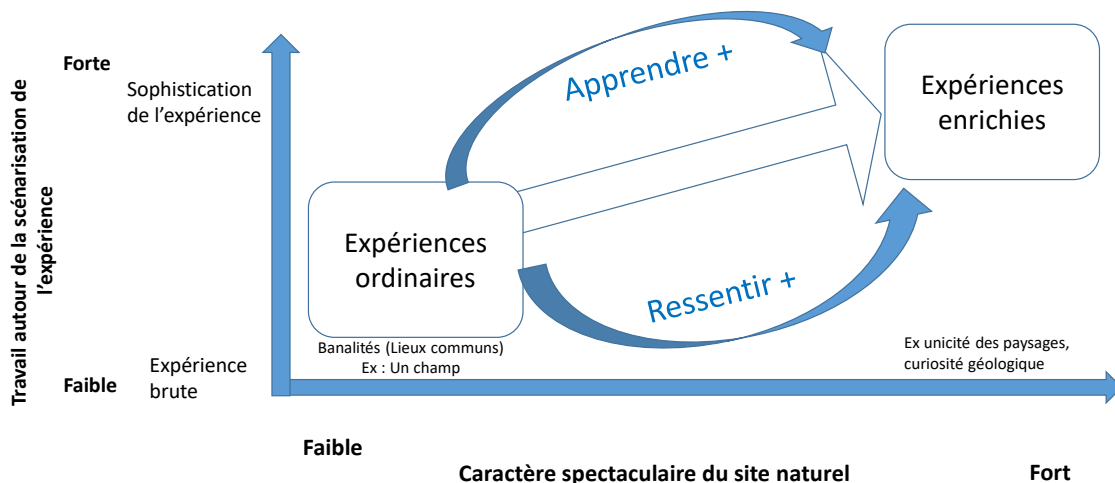 Travail autour de la scénarisation de
l'expérience
Forte
Sophistication
de l'expérience
Apprendre +
Expériences
enrichies
Expériences
ordinaires
Ressentir +
Banalités (Lieux communs)
Ex : Un champ
Ex unicité des paysages,
curiosité géologique
Faible
Expérience
brute
Faible
Caractère spectaculaire du site naturel
Fort